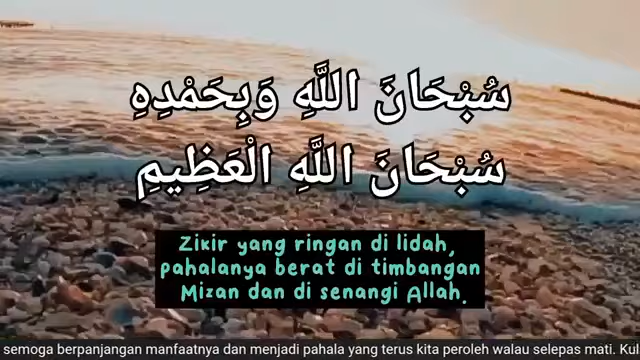 سُبْحَانَ اللَّهِ وَبِحَمْدِهِ
سُبْحَانَ اللَّهِ الْعَظِيمِ
Zikir yang ringan di lidah,
pahalanya berat di timbangan
Mizan dan di senangi Allah.
semoga berpanjangan manfaatnya dan menjadi pahala yang terus kita peroleh walau selepas mati. Kul